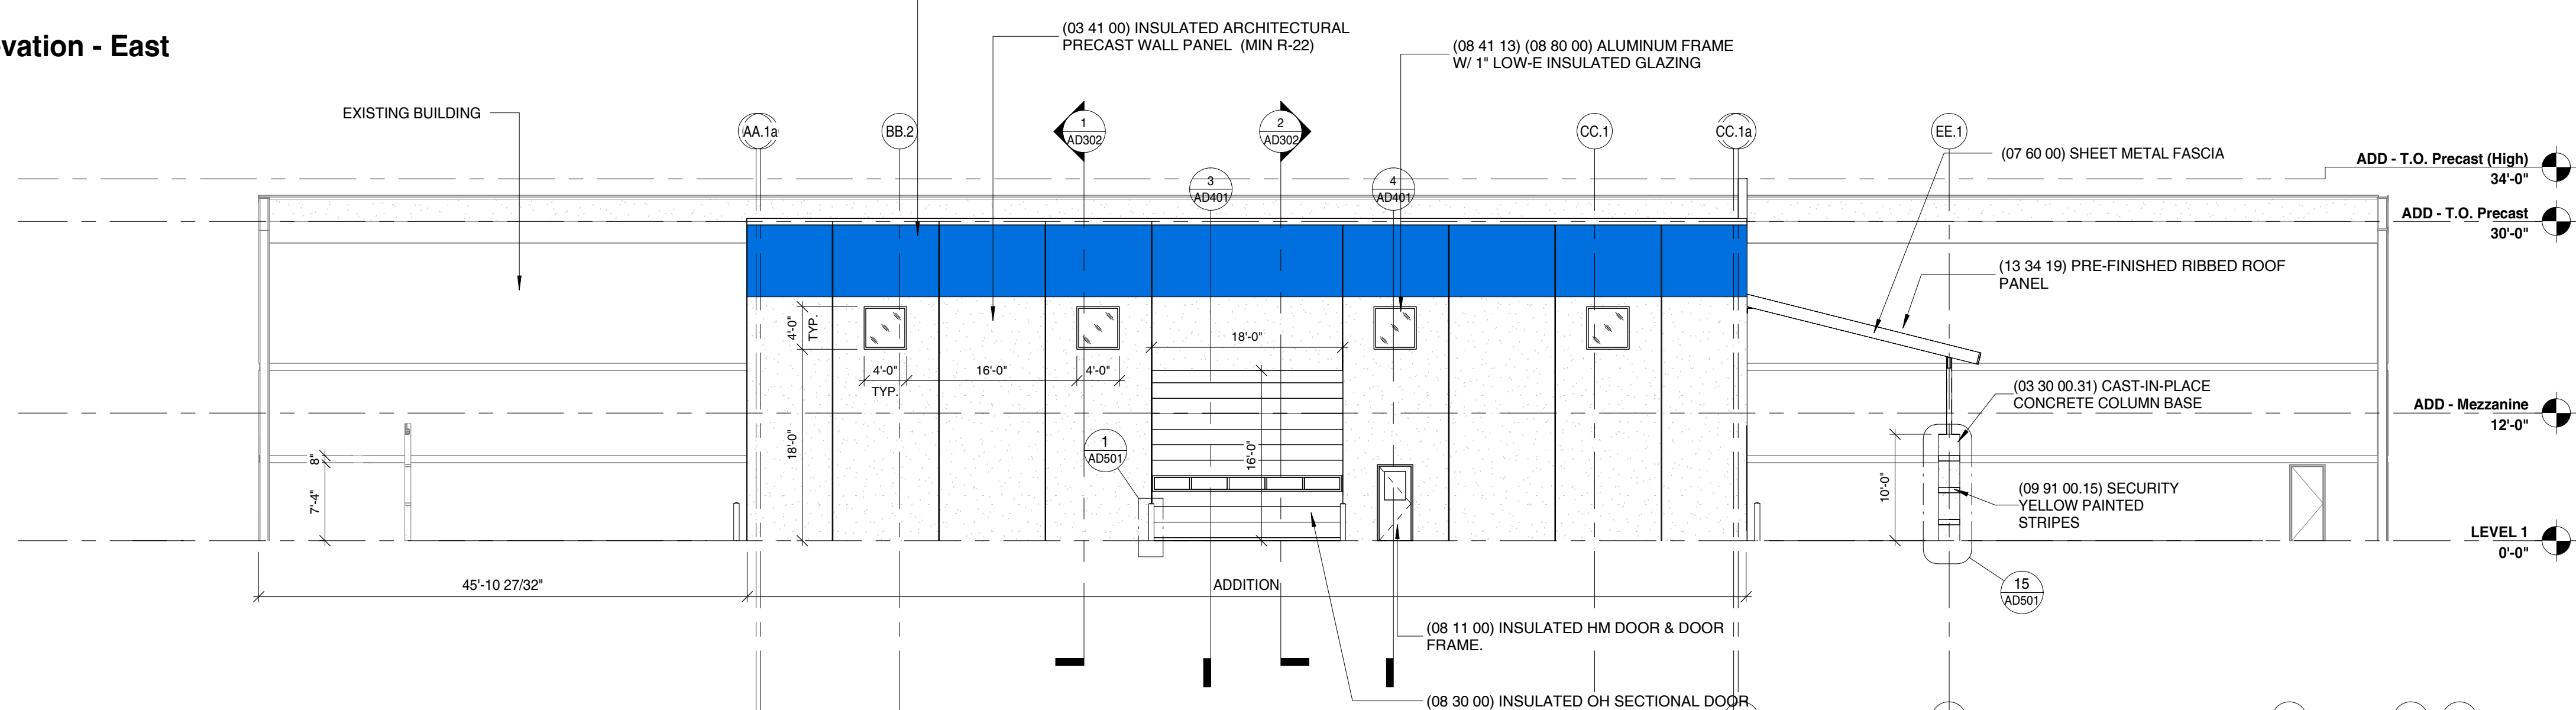 vation - East
(03 41 00) INSULATED ARCHITECTURAL
PRECAST WALL PANEL (MIN R-22)
(08 41 13) (08 80 00) ALUMINUM FRAME
W/ 1" LOW-E INSULATED GLAZING
EXISTING BUILDING
AA.1a
BB.2
1
AD302
2
AD302
CC.1
CC.1a
EE.1
(07 60 00) SHEET METAL FASCIA
ADD - T.O. Precast (High)
34'-0"
3
AD401
4
AD401
ADD - T.O. Precast
30'-0"
(13 34 19) PRE-FINISHED RIBBED ROOF
PANEL
4'-0"
TYP.
18'-0"
4'-0"
TYP.
16'-0"
4'-0"
(03 30 00.31) CAST-IN-PLACE
CONCRETE COLUMN BASE
ADD - Mezzanine
12'-0"
18'-0"
1
AD501
16'-0"
8"
7'-4"
10'-0"
(09 91 00.15) SECURITY
YELLOW PAINTED
STRIPES
LEVEL 1
0'-0"
45'-10 27/32"
ADDITION
15
AD501
(08 11 00) INSULATED HM DOOR & DOOR
FRAME.
(08 30 00) INSULATED OH SECTIONAL DOOR